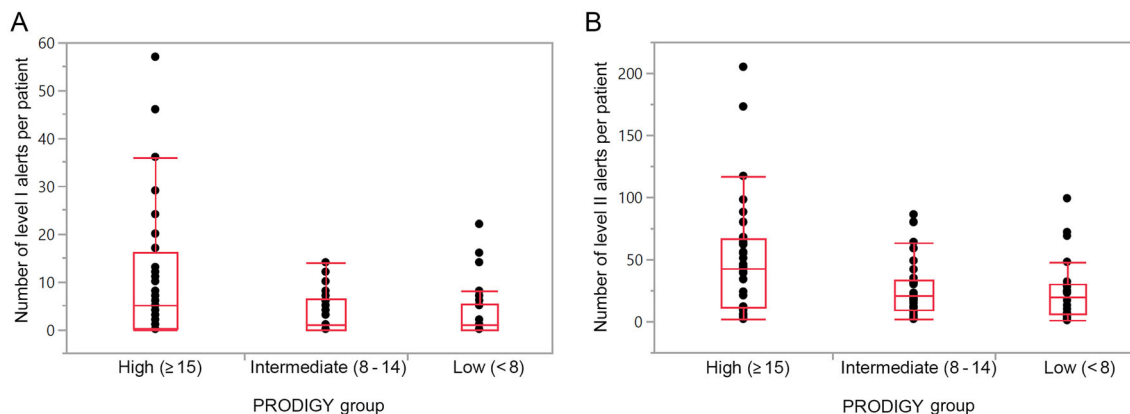 A
Number of level I alerts per patient
60
50
40
30
20
10
0
High (≥ 15)
Intermediate (8 - 14)
Low (< 8)
PRODIGY group
B
Number of level II alerts per patient
200
150
100
50
0
High (≥ 15)
Intermediate (8 - 14)
Low (< 8)
PRODIGY group